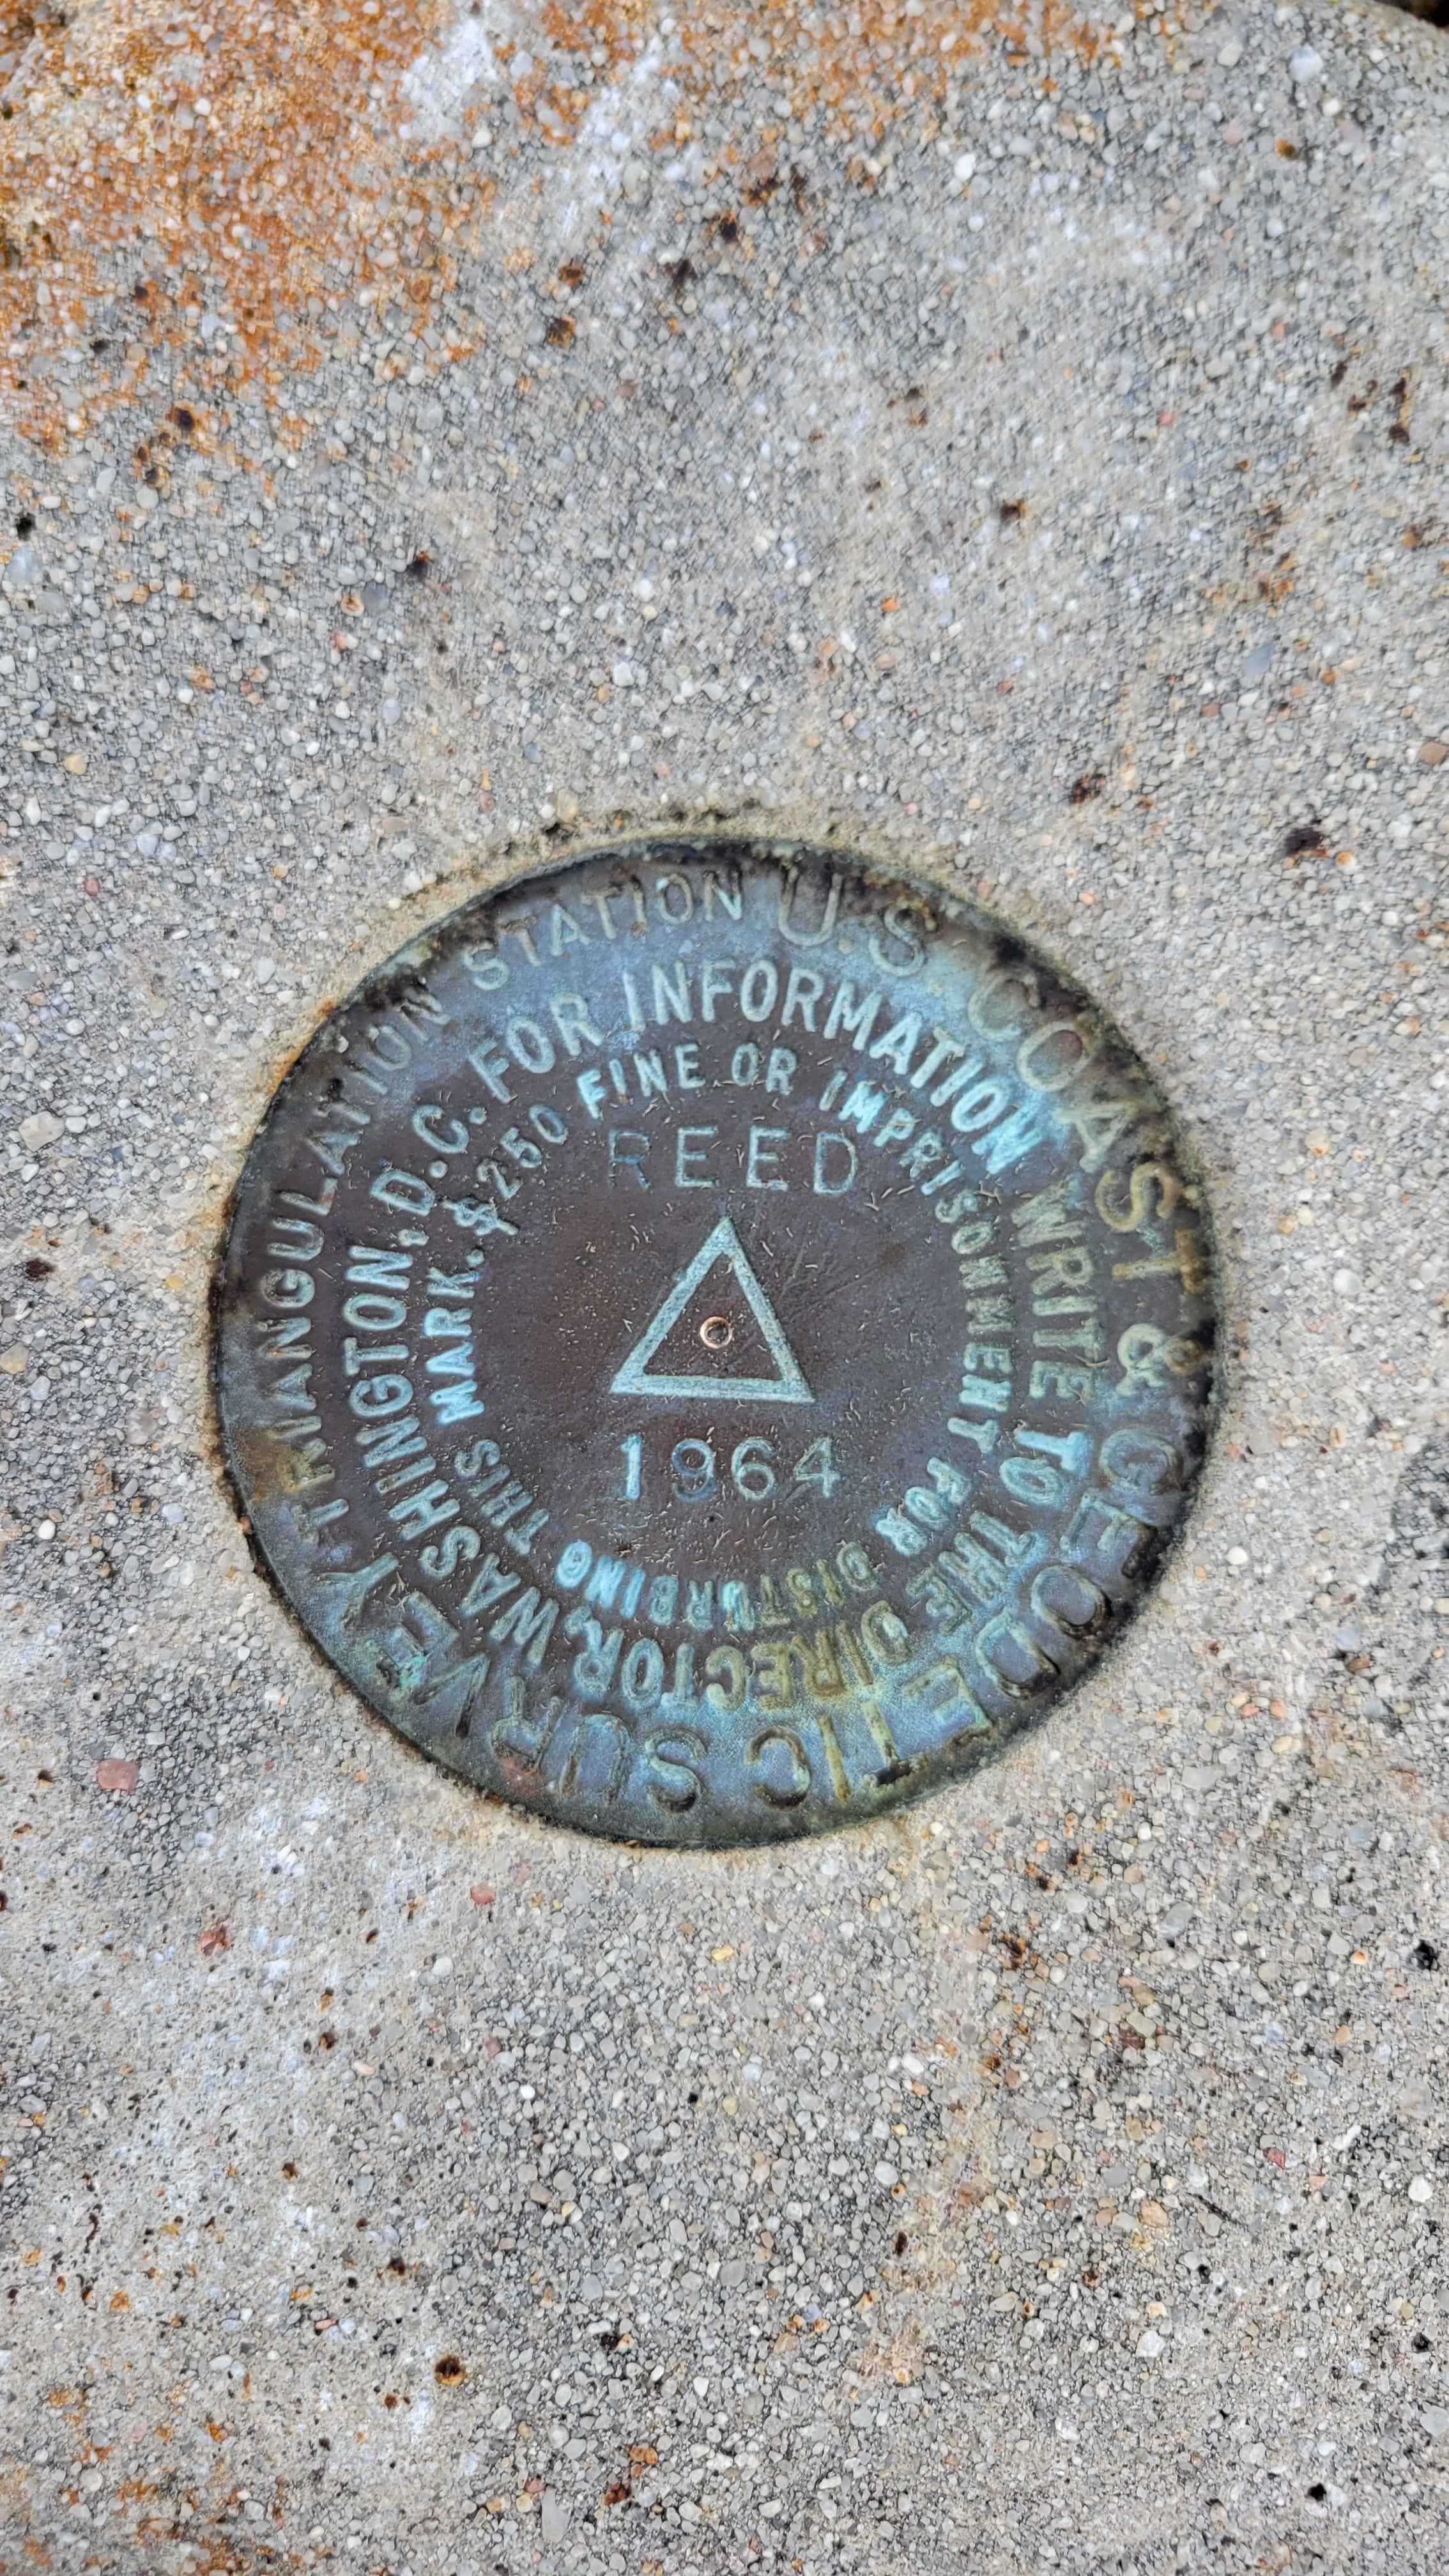 U.S. COAST & GEODETIC SURVEY
TRIANGULATION STATION
FOR INFORMATION WRITE TO THE DIRECTOR, WASHINGTON, D.C.
$250 FINE OR IMPRISONMENT FOR DISTURBING THIS MARK.
REED
1964